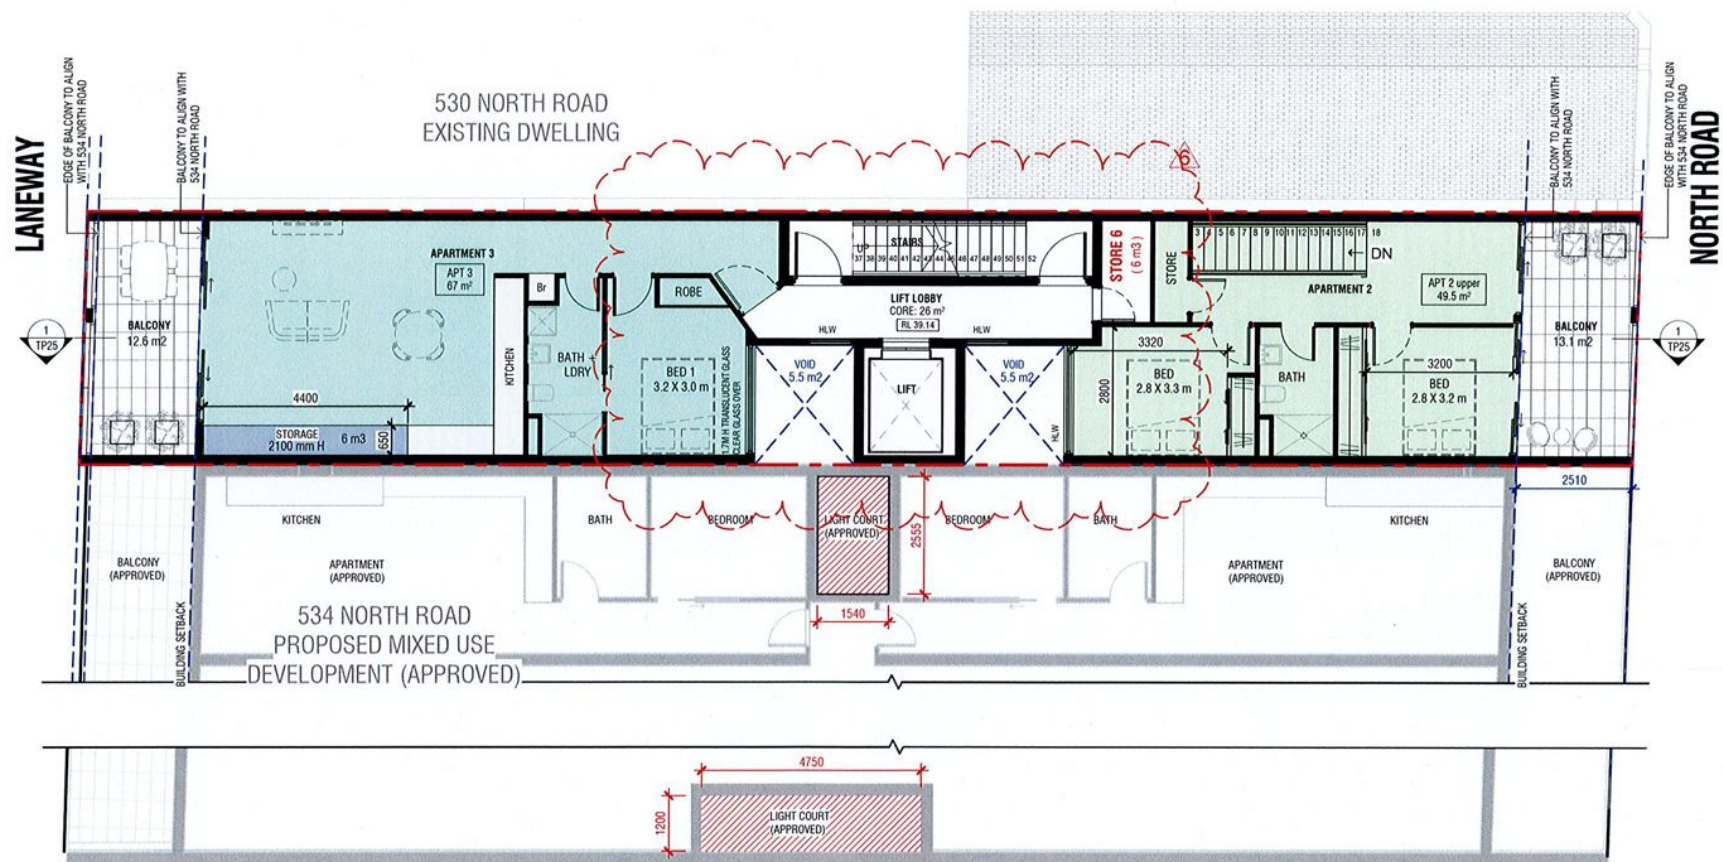 530 NORTH ROAD
EXISTING DWELLING
LANEWAY
EDGE OF BALCONY TO ALIGN
WITH 534 NORTH ROAD
BALCONY TO ALIGN WITH
534 NORTH ROAD
6
BALCONY TO ALIGN WITH
534 NORTH ROAD
EDGE OF BALCONY TO ALIGN
WITH 534 NORTH ROAD
NORTH ROAD
APARTMENT 3
APT 3
67 m²
Br
ROBE
UP
STAIRS
37 38 39 40 41 42 43 44 45 46 47 48 49 50 51 52
STORE 6
( 6 m3 )
STORE
3 4 5 6 7 8 9 10 11 12 13 14 15 16 17 18
DN
APARTMENT 2
APT 2 upper
49.5 m²
LIFT LOBBY
CORE: 26 m²
RL 39.14
HLW
HLW
1
TP25
BALCONY
12.6 m2
KITCHEN
BATH +
LDRY
BED 1
3.2 X 3.0 m
1.7M H TRANSLUCENT GLASS
CLEAR GLASS OVER
VOID
5.5 m2
LIFT
VOID
5.5 m2
3320
2800
BED
2.8 X 3.3 m
HLW
BATH
3200
BED
2.8 X 3.2 m
BALCONY
13.1 m2
1
TP25
4400
STORAGE
2100 mm H
6 m3
650
2510
KITCHEN
BATH
BEDROOM
LIGHT COURT
(APPROVED)
2555
BEDROOM
BATH
KITCHEN
BALCONY
(APPROVED)
APARTMENT
(APPROVED)
APARTMENT
(APPROVED)
BALCONY
(APPROVED)
1540
534 NORTH ROAD
PROPOSED MIXED USE
DEVELOPMENT (APPROVED)
BUILDING SETBACK
BUILDING SETBACK
4750
1200
LIGHT COURT
(APPROVED)